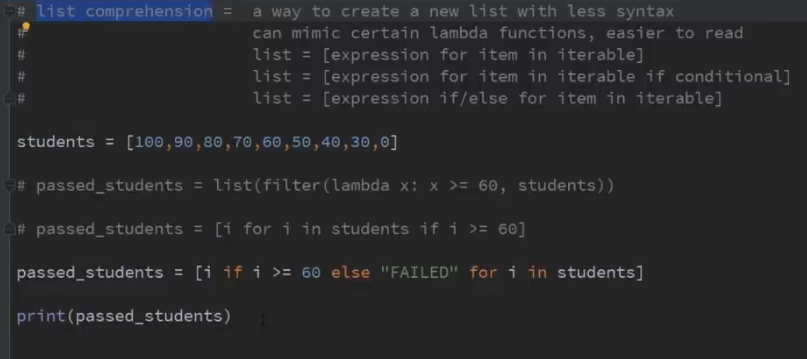 # list comprehension =  a way to create a new list with less syntax
#                       can mimic certain lambda functions, easier to read
#                       list = [expression for item in iterable]
#                       list = [expression for item in iterable if conditional]
#                       list = [expression if/else for item in iterable]
students = [100,90,80,70,60,50,40,30,0]
# passed_students = list(filter(lambda x: x >= 60, students))
# passed_students = [i for i in students if i >= 60]
passed_students = [i if i >= 60 else "FAILED" for i in students]
print(passed_students)